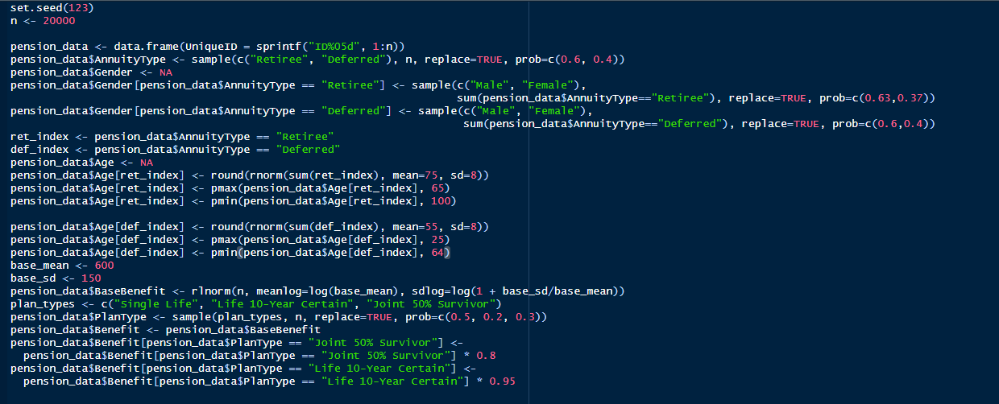 set.seed(123)
n <- 20000
pension_data <- data.frame(UniqueID = sprintf("ID%05d", 1:n))
pension_data$AnnuityType <- sample(c("Retiree", "Deferred"), n, replace=TRUE, prob=c(0.6, 0.4))
pension_data$Gender <- NA
pension_data$Gender[pension_data$AnnuityType == "Retiree"] <- sample(c("Male", "Female"),
sum(pension_data$AnnuityType=="Retiree"), replace=TRUE, prob=c(0.63,0.37))
pension_data$Gender[pension_data$AnnuityType == "Deferred"] <- sample(c("Male", "Female"),
sum(pension_data$AnnuityType=="Deferred"), replace=TRUE, prob=c(0.6,0.4))
ret_index <- pension_data$AnnuityType == "Retiree"
def_index <- pension_data$AnnuityType == "Deferred"
pension_data$Age <- NA
pension_data$Age[ret_index] <- round(rnorm(sum(ret_index), mean=75, sd=8))
pension_data$Age[ret_index] <- pmax(pension_data$Age[ret_index], 65)
pension_data$Age[ret_index] <- pmin(pension_data$Age[ret_index], 100)
pension_data$Age[def_index] <- round(rnorm(sum(def_index), mean=55, sd=8))
pension_data$Age[def_index] <- pmax(pension_data$Age[def_index], 25)
pension_data$Age[def_index] <- pmin(pension_data$Age[def_index], 64)
base_mean <- 600
base_sd <- 150
pension_data$BaseBenefit <- rlnorm(n, meanlog=log(base_mean), sdlog=log(1 + base_sd/base_mean))
plan_types <- c("Single Life", "Life 10-Year Certain", "Joint 50% Survivor")
pension_data$PlanType <- sample(plan_types, n, replace=TRUE, prob=c(0.5, 0.2, 0.3))
pension_data$Benefit <- pension_data$BaseBenefit
pension_data$Benefit[pension_data$PlanType == "Joint 50% Survivor"] <-
pension_data$Benefit[pension_data$PlanType == "Joint 50% Survivor"] * 0.8
pension_data$Benefit[pension_data$PlanType == "Life 10-Year Certain"] <-
pension_data$Benefit[pension_data$PlanType == "Life 10-Year Certain"] * 0.95